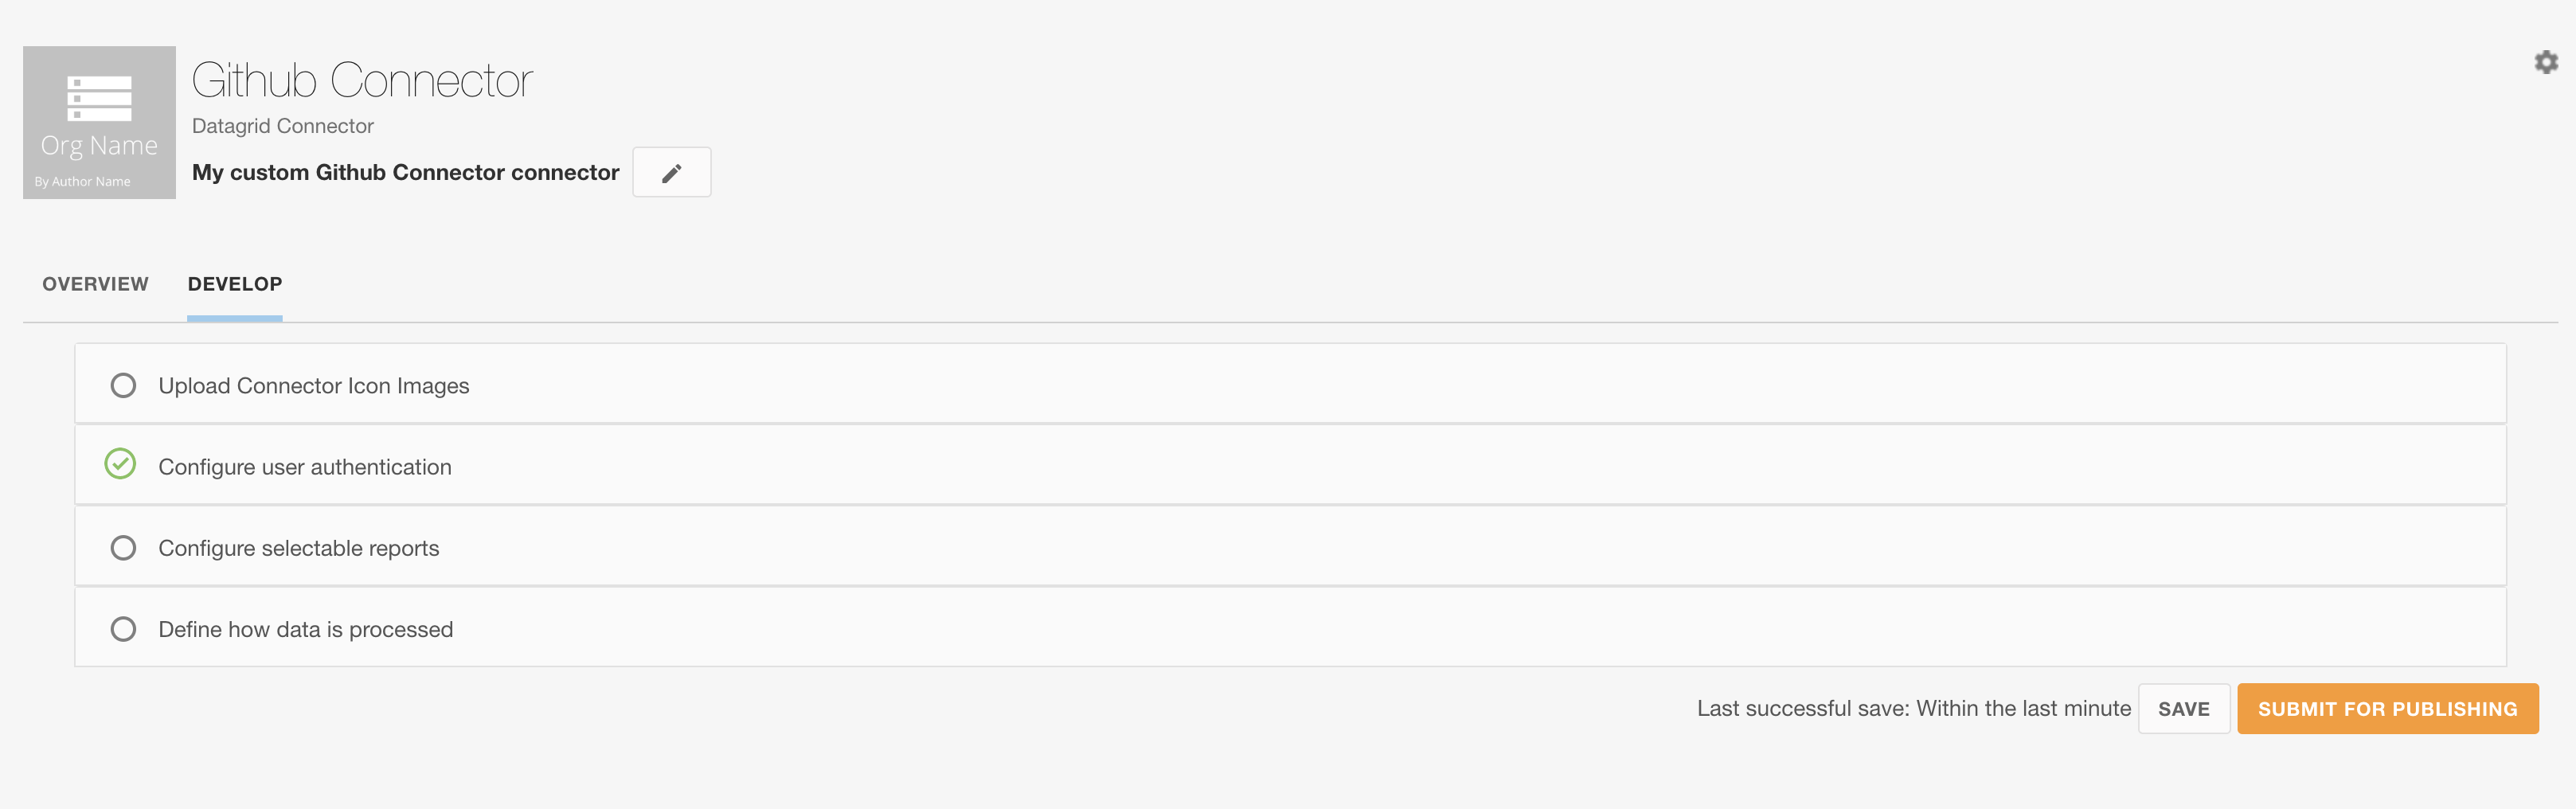 Org Name
By Author Name
Github Connector
Datagrid Connector
My custom Github Connector connector
OVERVIEW DEVELOP
Upload Connector Icon Images
Configure user authentication
Configure selectable reports
Define how data is processed
Last successful save: Within the last minute SAVE SUBMIT FOR PUBLISHING